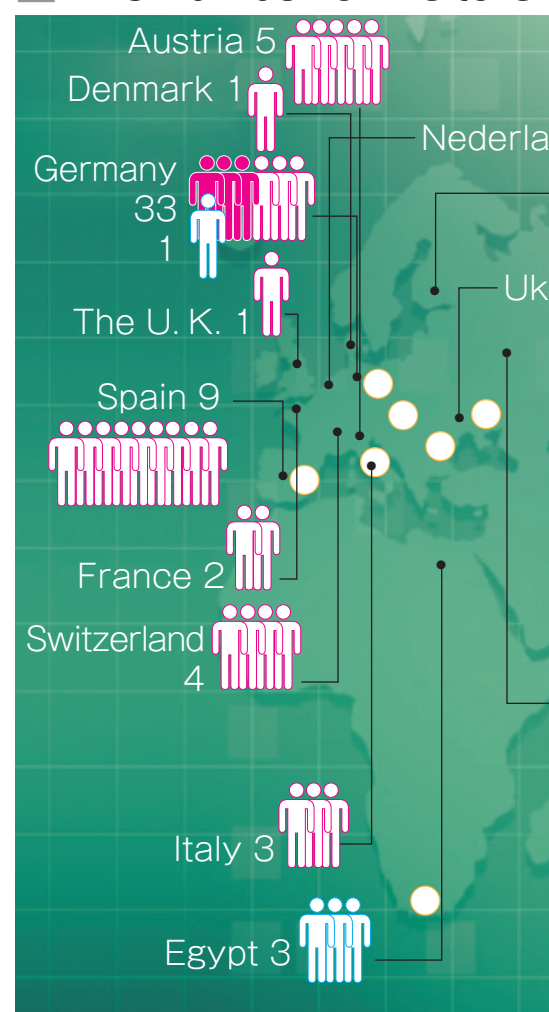 Austria 5
Denmark 1
Nederla
Germany
33
1
Uk
The U. K. 1
Spain 9
France 2
Switzerland
4
Italy 3
Egypt 3